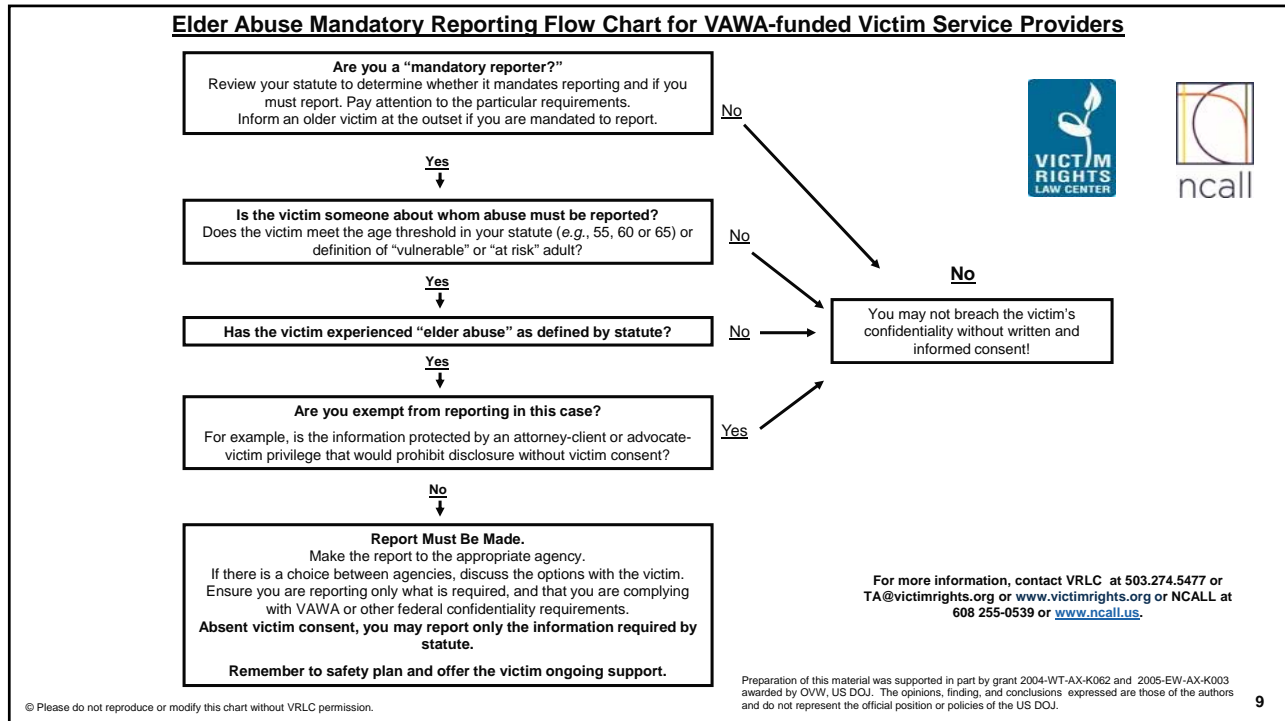 Elder Abuse Mandatory Reporting Flow Chart for VAWA-funded Victim Service Providers
Are you a “mandatory reporter?”
Review your statute to determine whether it mandates reporting and if you
must report. Pay attention to the particular requirements.
Inform an older victim at the outset if you are mandated to report.
No
VICTIM
RIGHTS
LAW CENTER
ncall
Yes
Is the victim someone about whom abuse must be reported?
Does the victim meet the age threshold in your statute (e.g., 55, 60 or 65) or
definition of “vulnerable” or “at risk” adult?
No
No
Yes
You may not breach the victim’s
confidentiality without written and
informed consent!
Has the victim experienced “elder abuse” as defined by statute?
No
Yes
Are you exempt from reporting in this case?
For example, is the information protected by an attorney-client or advocate-
victim privilege that would prohibit disclosure without victim consent?
Yes
No
Report Must Be Made.
Make the report to the appropriate agency.
If there is a choice between agencies, discuss the options with the victim.
Ensure you are reporting only what is required, and that you are complying
with VAWA or other federal confidentiality requirements.
Absent victim consent, you may report only the information required by
statute.
Remember to safety plan and offer the victim ongoing support.
For more information, contact VRLC at 503.274.5477 or
TA@victimrights.org or www.victimrights.org or NCALL at
608 255-0539 or www.ncall.us.
Preparation of this material was supported in part by grant 2004-WT-AX-K062 and 2005-EW-AX-K003
awarded by OVW, US DOJ. The opinions, finding, and conclusions expressed are those of the authors
and do not represent the official position or policies of the US DOJ.
© Please do not reproduce or modify this chart without VRLC permission.
9